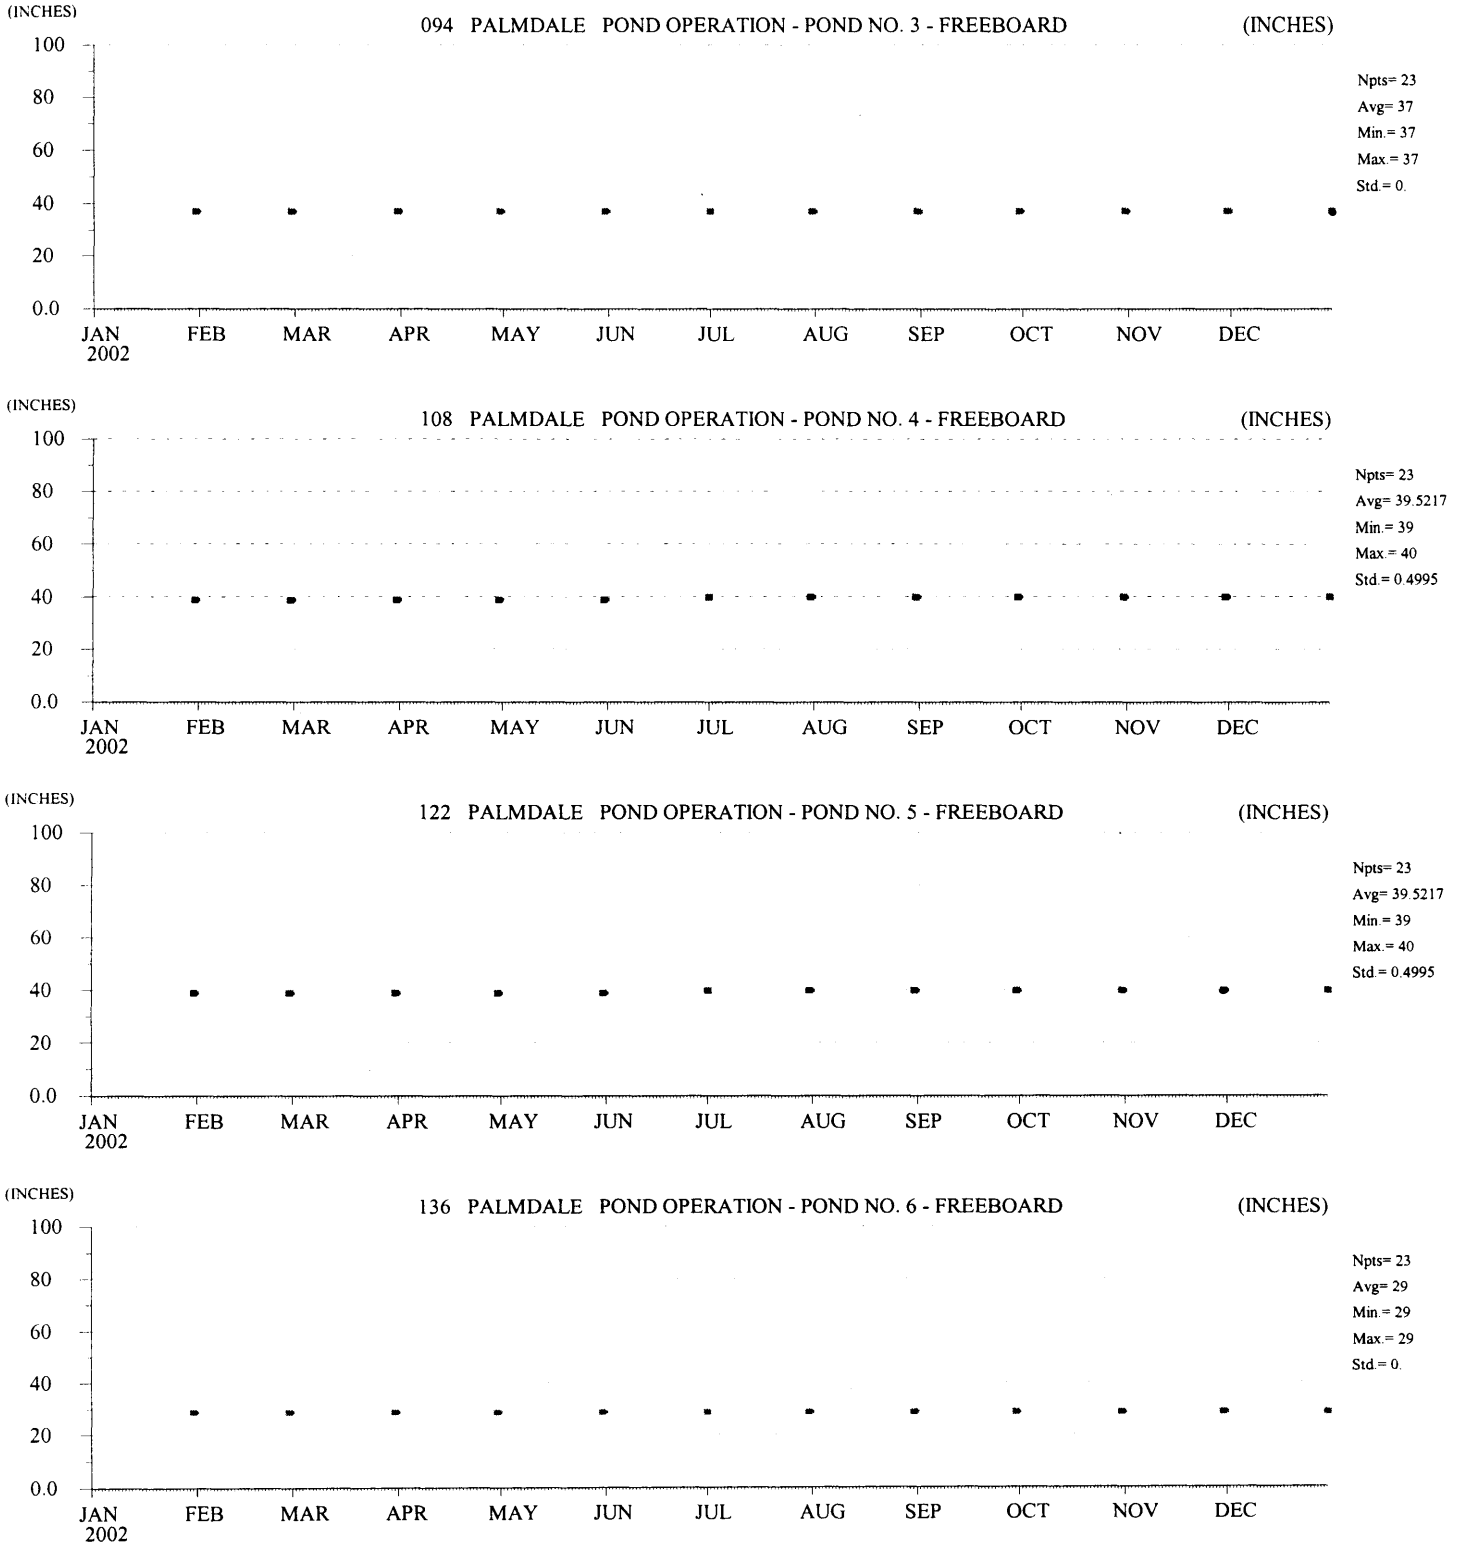 (INCHES)
094 PALMDALE POND OPERATION - POND NO. 3 - FREEBOARD (INCHES)
100
80
60
40
20
0.0
JAN FEB MAR APR MAY JUN JUL AUG SEP OCT NOV DEC
2002
Npts= 23
Avg= 37
Min.= 37
Max.= 37
Std.= 0.
(INCHES)
108 PALMDALE POND OPERATION - POND NO. 4 - FREEBOARD (INCHES)
100
80
60
40
20
0.0
JAN FEB MAR APR MAY JUN JUL AUG SEP OCT NOV DEC
2002
Npts= 23
Avg= 39.5217
Min.= 39
Max.= 40
Std.= 0.4995
(INCHES)
122 PALMDALE POND OPERATION - POND NO. 5 - FREEBOARD (INCHES)
100
80
60
40
20
0.0
JAN FEB MAR APR MAY JUN JUL AUG SEP OCT NOV DEC
2002
Npts= 23
Avg= 39.5217
Min.= 39
Max.= 40
Std.= 0.4995
(INCHES)
136 PALMDALE POND OPERATION - POND NO. 6 - FREEBOARD (INCHES)
100
80
60
40
20
0.0
JAN FEB MAR APR MAY JUN JUL AUG SEP OCT NOV DEC
2002
Npts= 23
Avg= 29
Min.= 29
Max.= 29
Std.= 0.